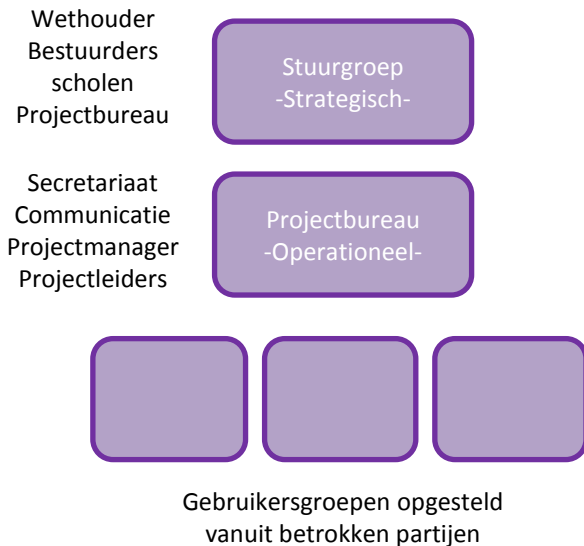 Wethouder
Bestuurders
scholen
Projectbureau
Stuurgroep
-Strategisch-
Secretariaat
Communicatie
Projectmanager
Projectleiders
Projectbureau
-Operationeel-
Gebruikersgroepen opgesteld
vanuit betrokken partijen